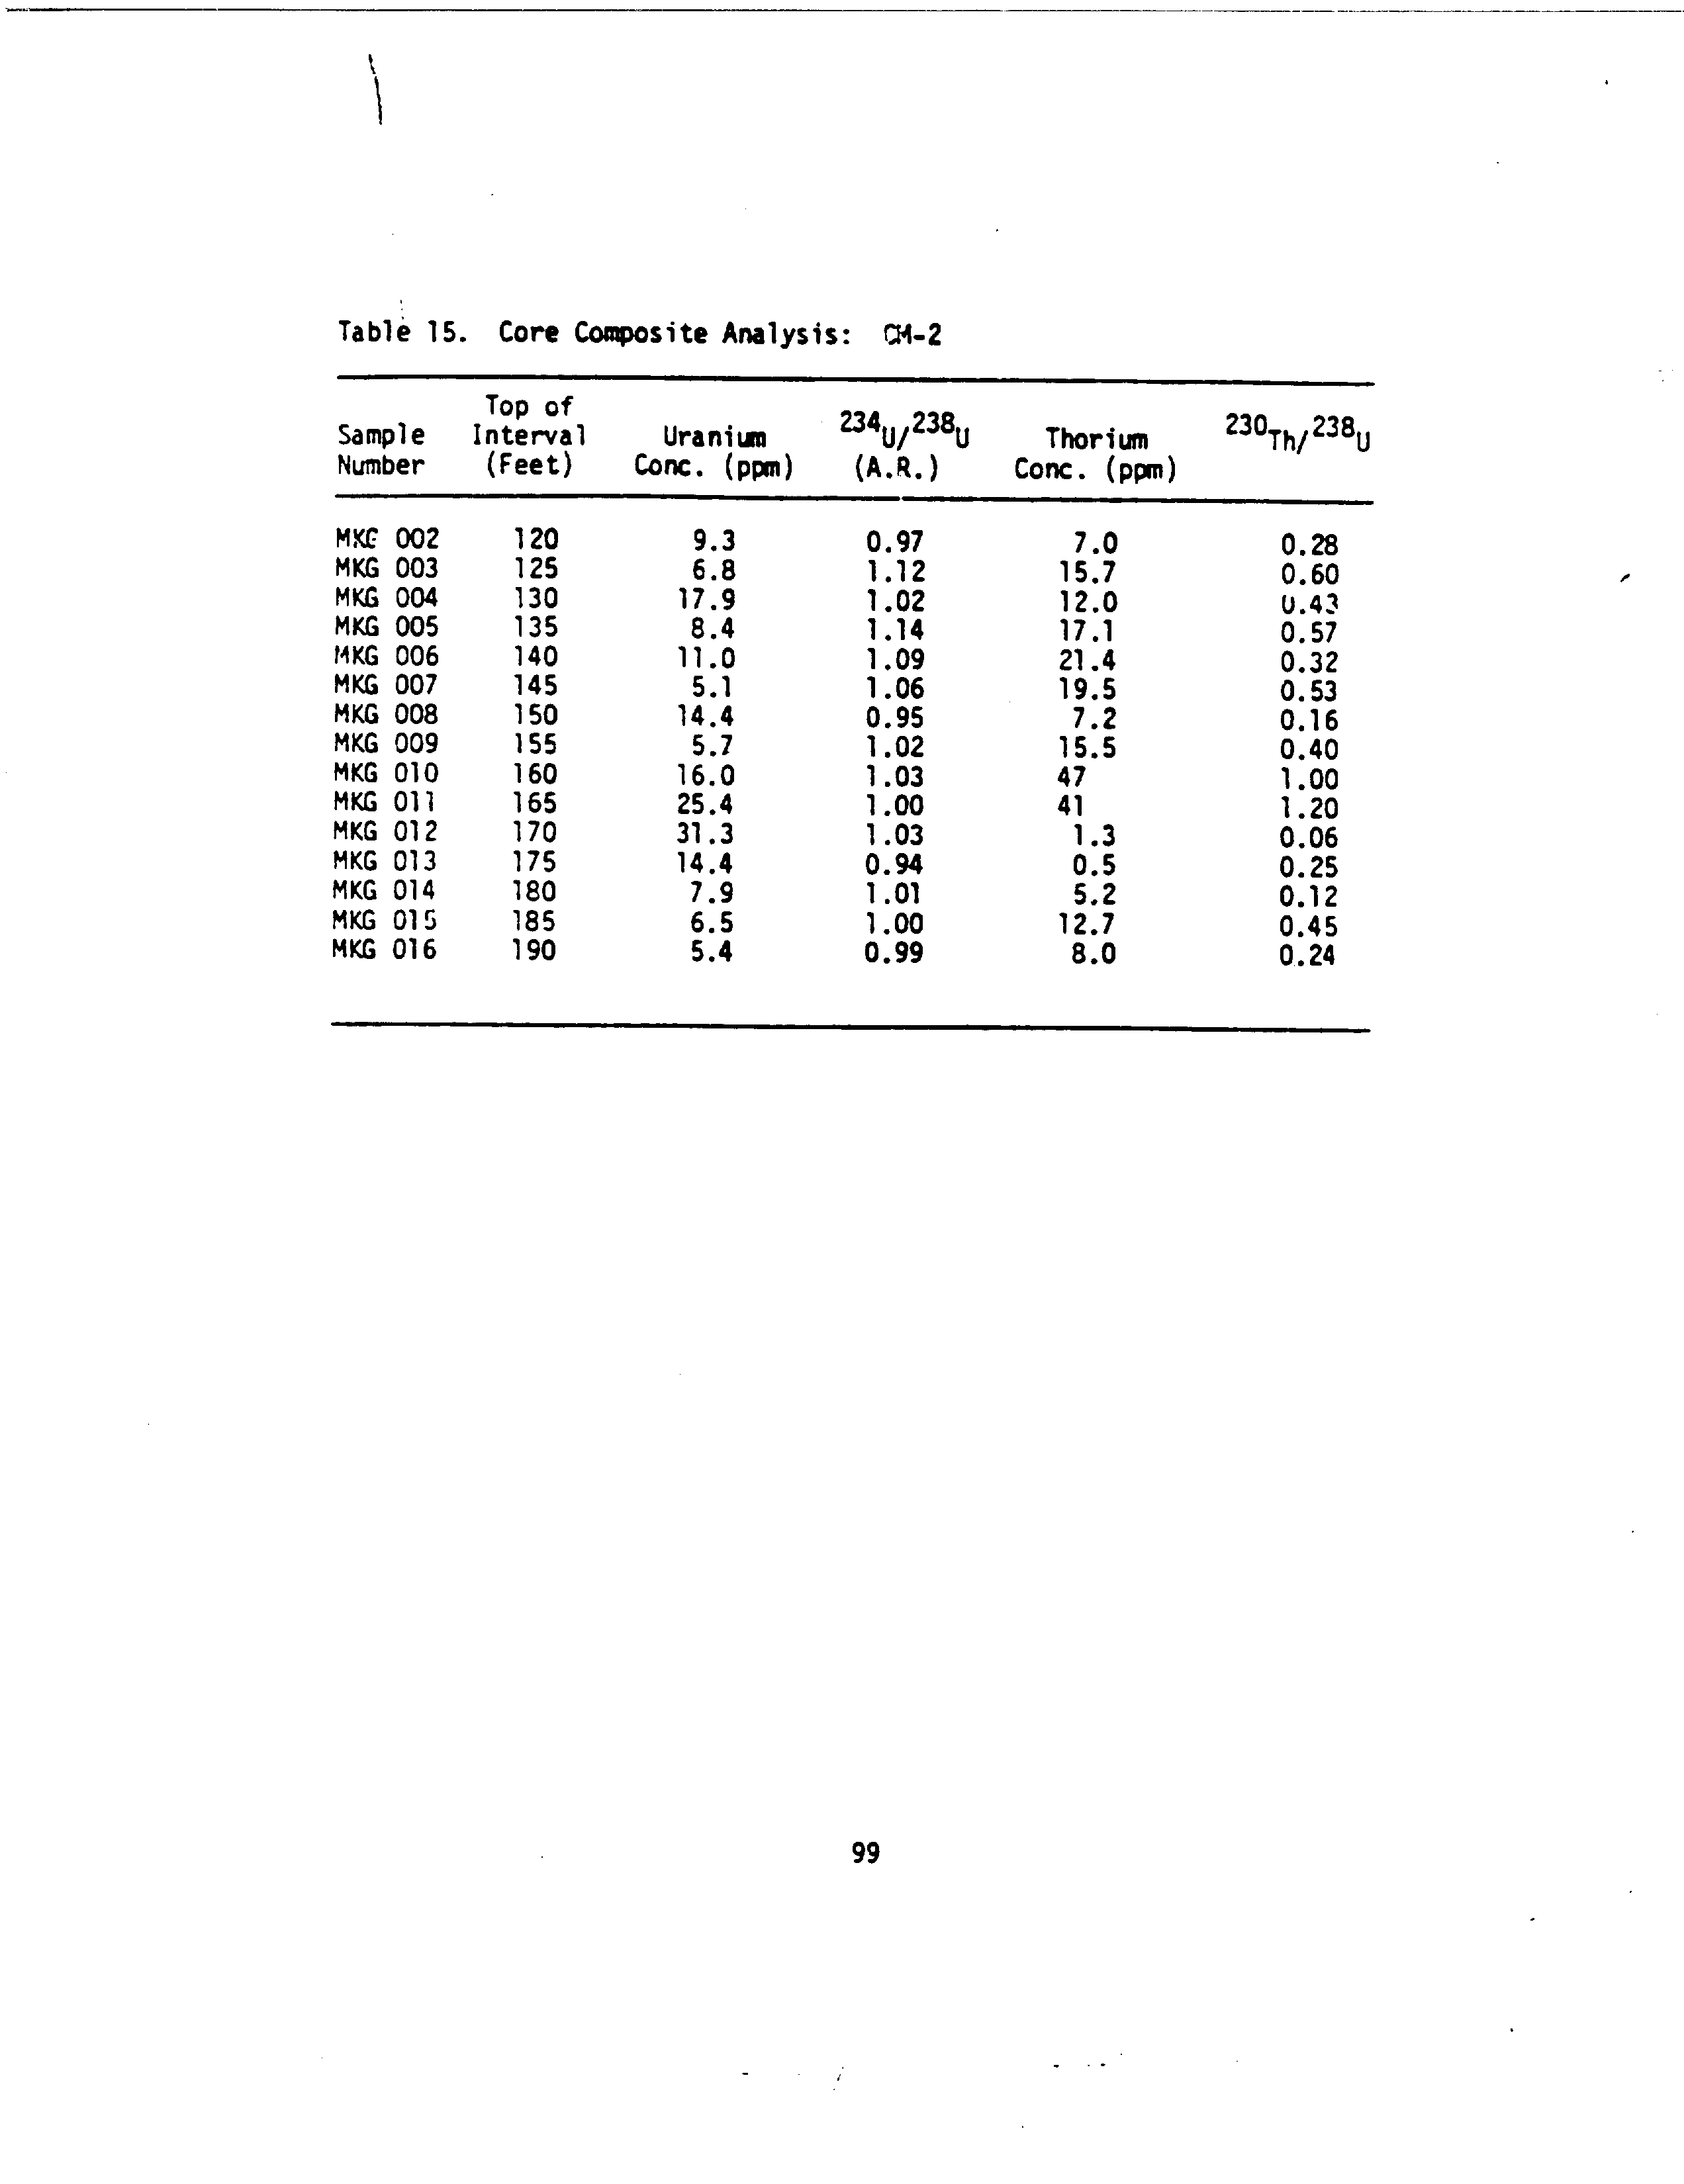 Table 15. Core Composite Analysis: CM-2
Top of
Sample Interval Uranium 234U/238U Thorium 230Th/238U
Number (Feet) Conc. (ppm) (A.R.) Conc. (ppm)
MKG 002 120 9.3 0.97 7.0 0.28
MKG 003 125 6.8 1.12 15.7 0.60
MKG 004 130 17.9 1.02 12.0 0.43
MKG 005 135 8.4 1.14 17.1 0.57
MKG 006 140 11.0 1.09 21.4 0.32
MKG 007 145 5.1 1.06 19.5 0.53
MKG 008 150 14.4 0.95 7.2 0.16
MKG 009 155 5.7 1.02 15.5 0.40
MKG 010 160 16.0 1.03 47 1.00
MKG 011 165 25.4 1.00 41 1.20
MKG 012 170 31.3 1.03 1.3 0.06
MKG 013 175 14.4 0.94 0.5 0.25
MKG 014 180 7.9 1.01 5.2 0.12
MKG 015 185 6.5 1.00 12.7 0.45
MKG 016 190 5.4 0.99 8.0 0.24
99